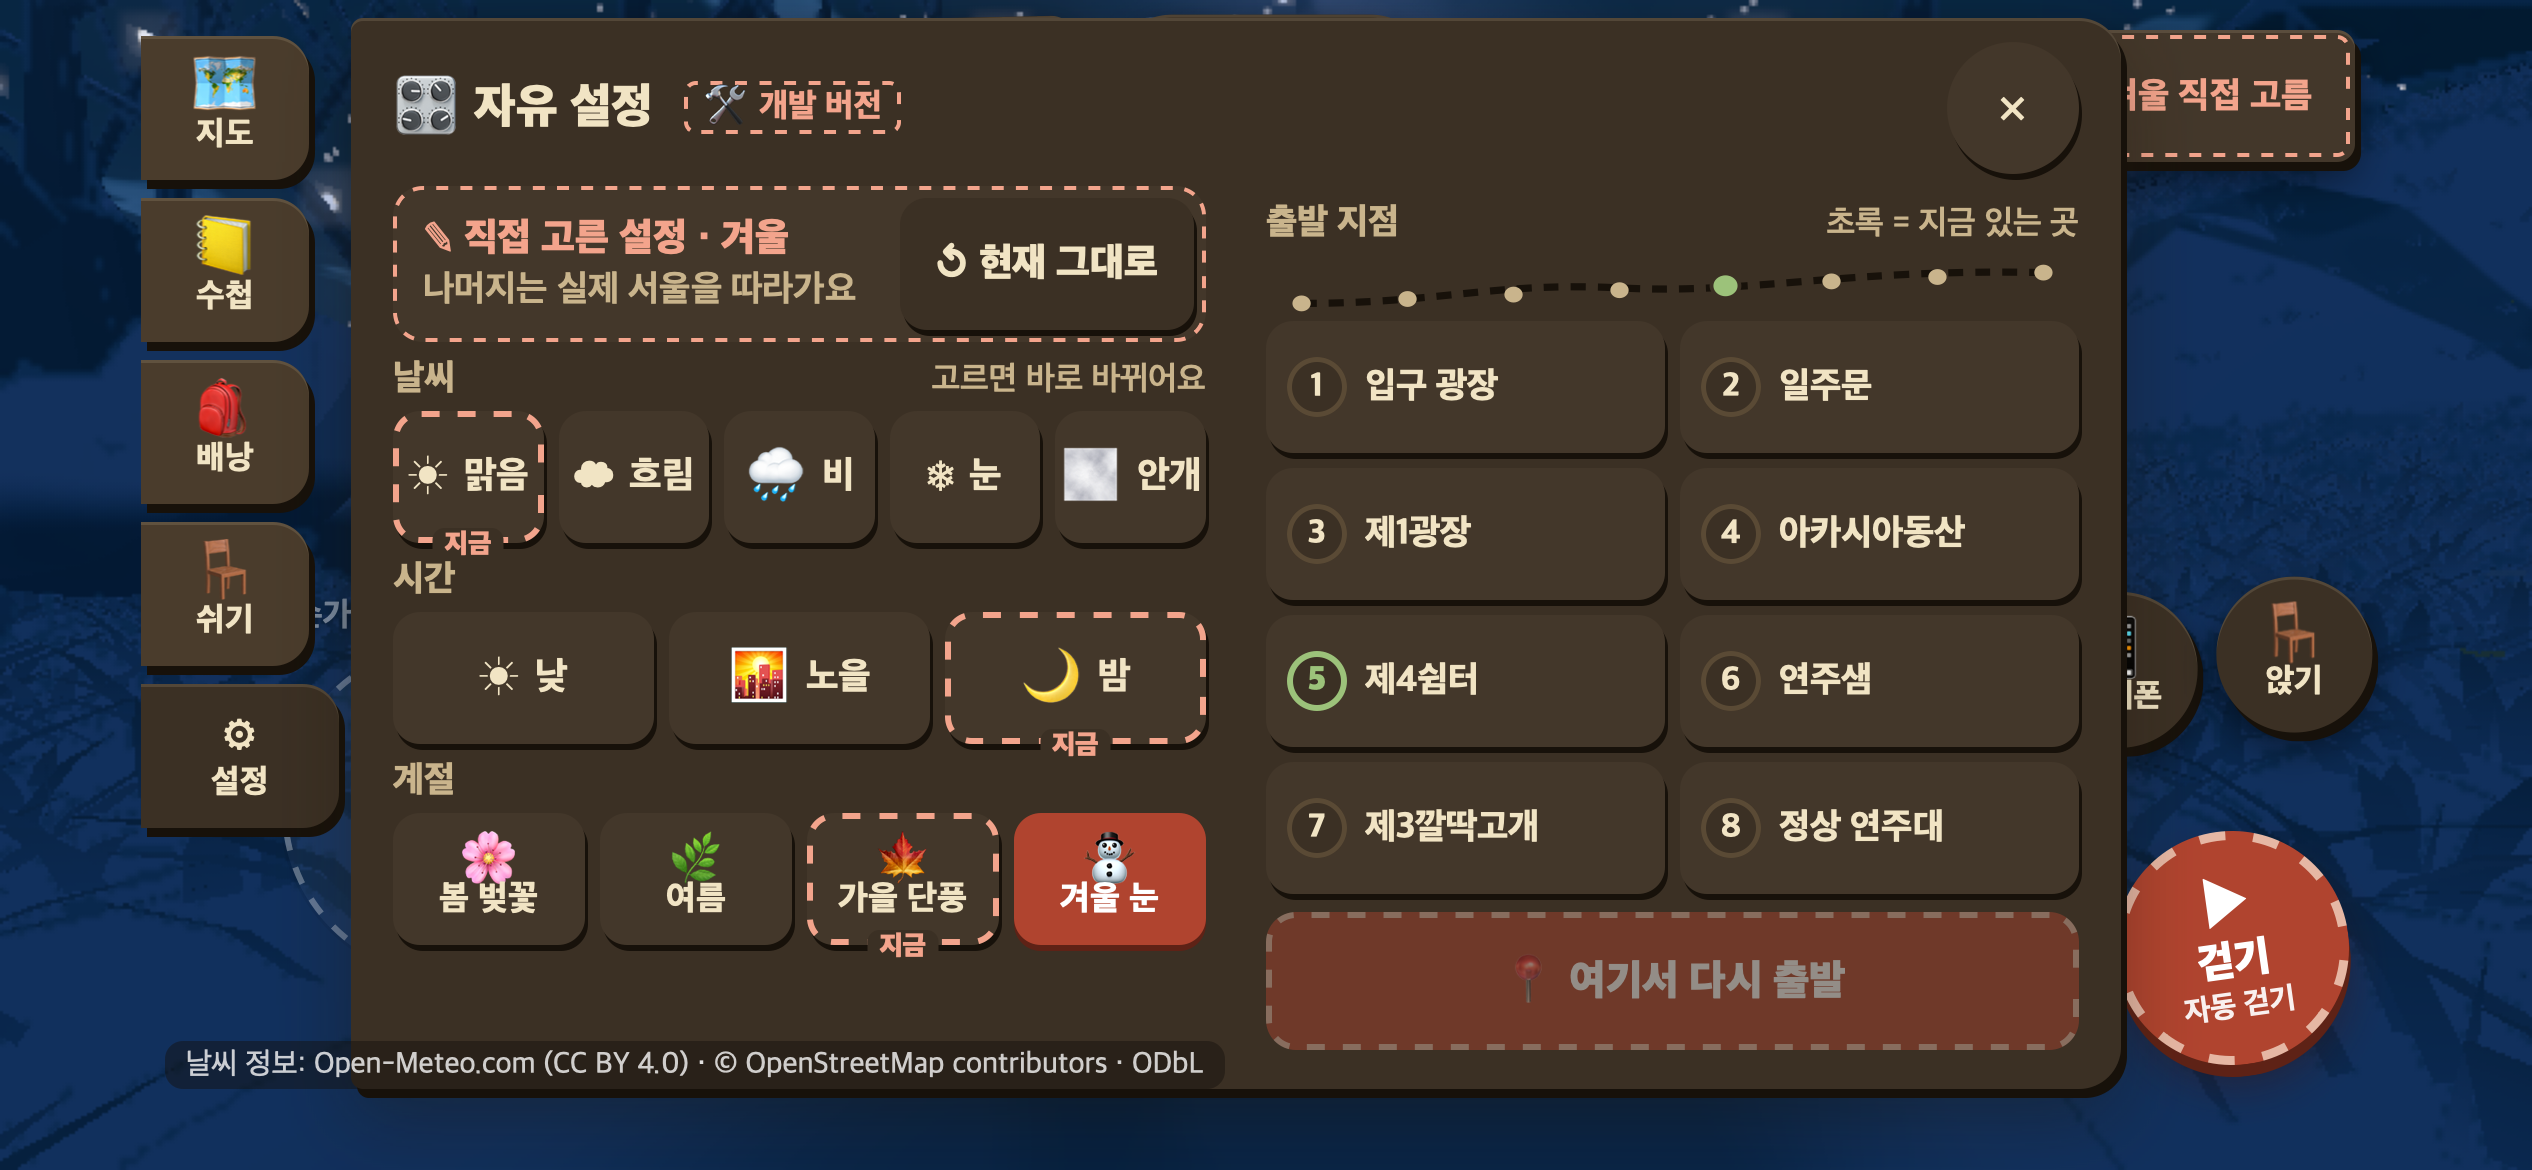 지도
수첩
배낭
쉬기
설정
자유 설정
개발 버전
×
직접 고름
✎ 직접 고른 설정 · 겨울
나머지는 실제 서울을 따라가요
현재 그대로
날씨
고르면 바로 바뀌어요
맑음
지금
흐림
비
눈
안개
시간
낮
노을
밤
지금
계절
봄 벚꽃
여름
가을 단풍
지금
겨울 눈
출발 지점
초록 = 지금 있는 곳
1 입구 광장
2 일주문
3 제1광장
4 아카시아동산
5 제4쉼터
6 연주샘
7 제3깔딱고개
8 정상 연주대
여기서 다시 출발
앉기
걷기
자동 걷기
날씨 정보: Open-Meteo.com (CC BY 4.0) · © OpenStreetMap contributors · ODbL